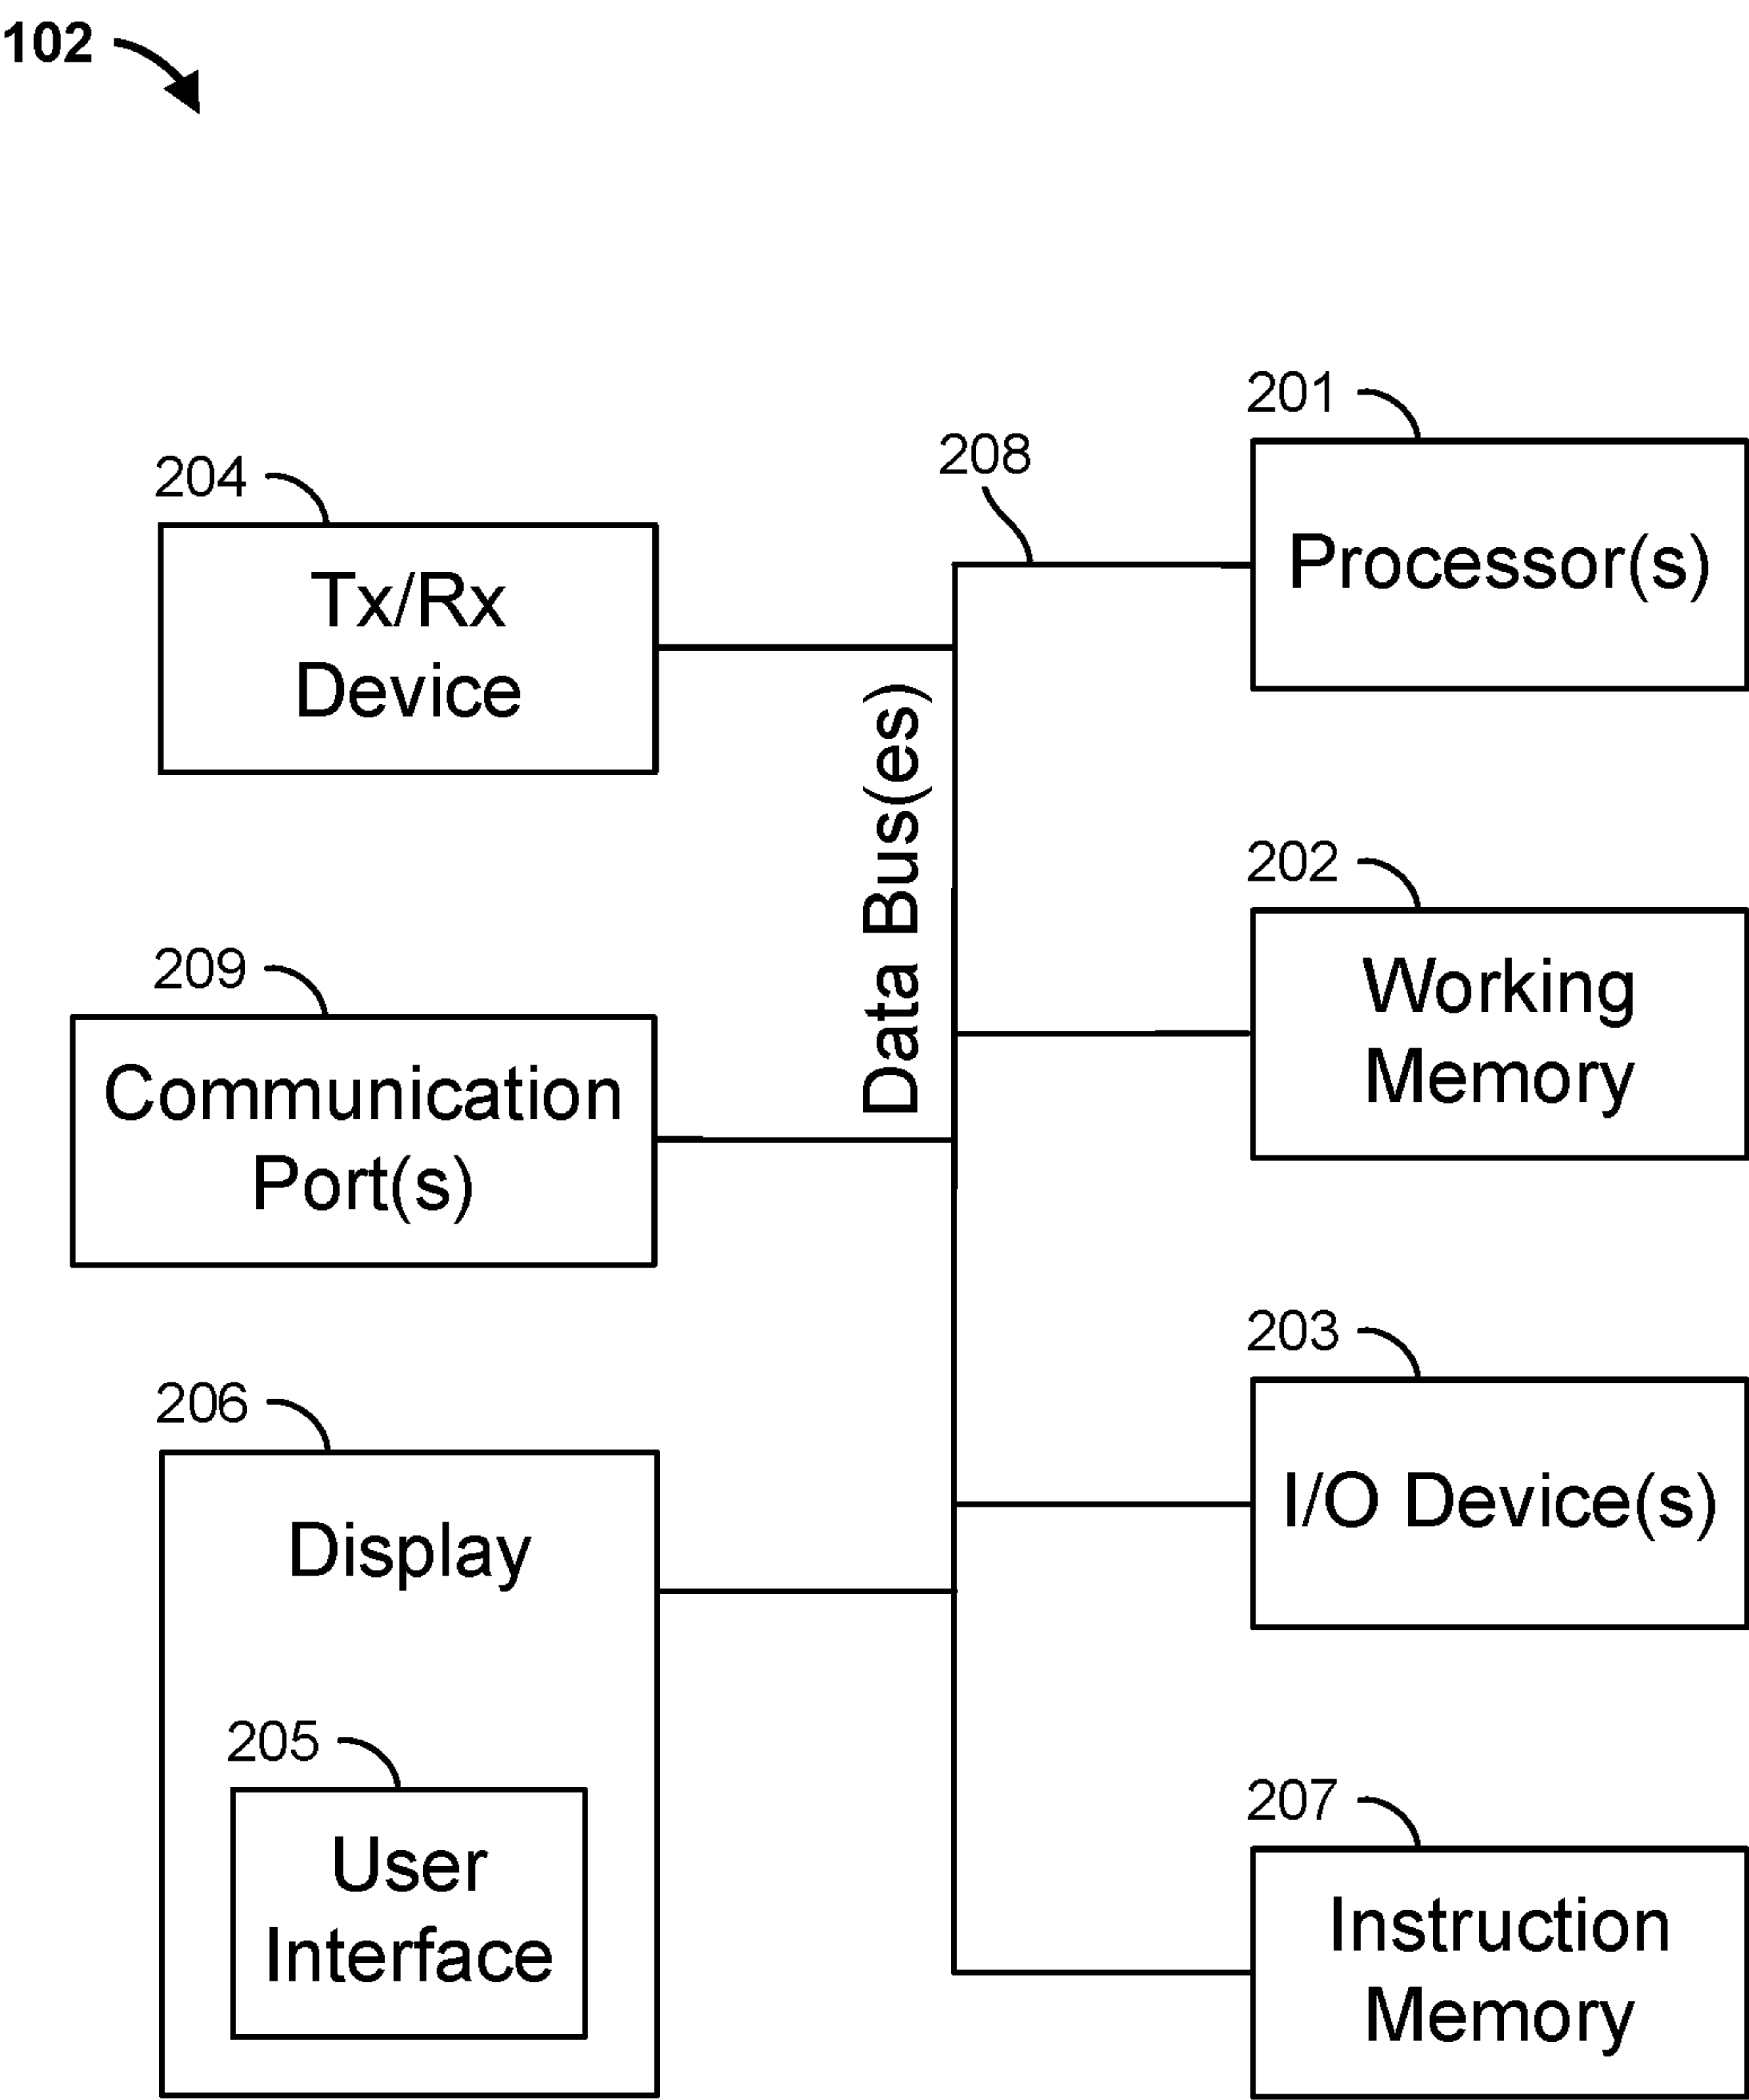 102
201
208
204
Processor(s)
Tx/Rx
Device
Data Bus(es)
202
209
Working
Memory
Communication
Port(s)
203
206
I/O Device(s)
Display
205
207
User
Interface
Instruction
Memory